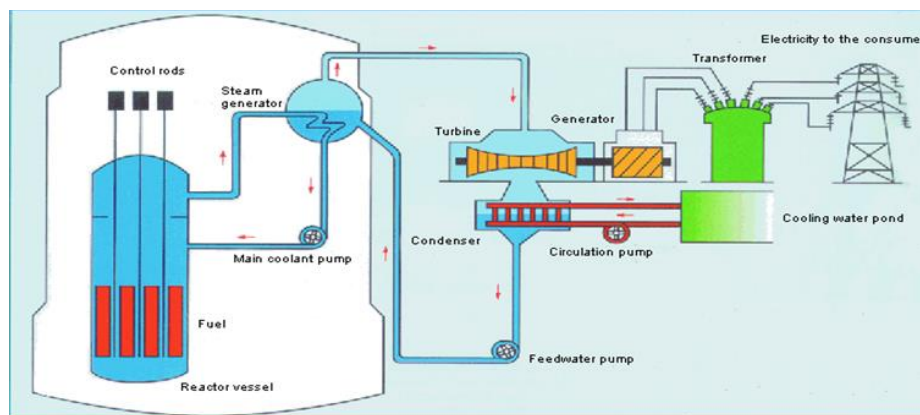 Electricity to the consume
Transformer
Control rods
Steam
generator
Generator
Turbine
Cooling water pond
Condenser
Circulation pump
Main coolant pump
Fuel
Feedwater pump
Reactor vessel